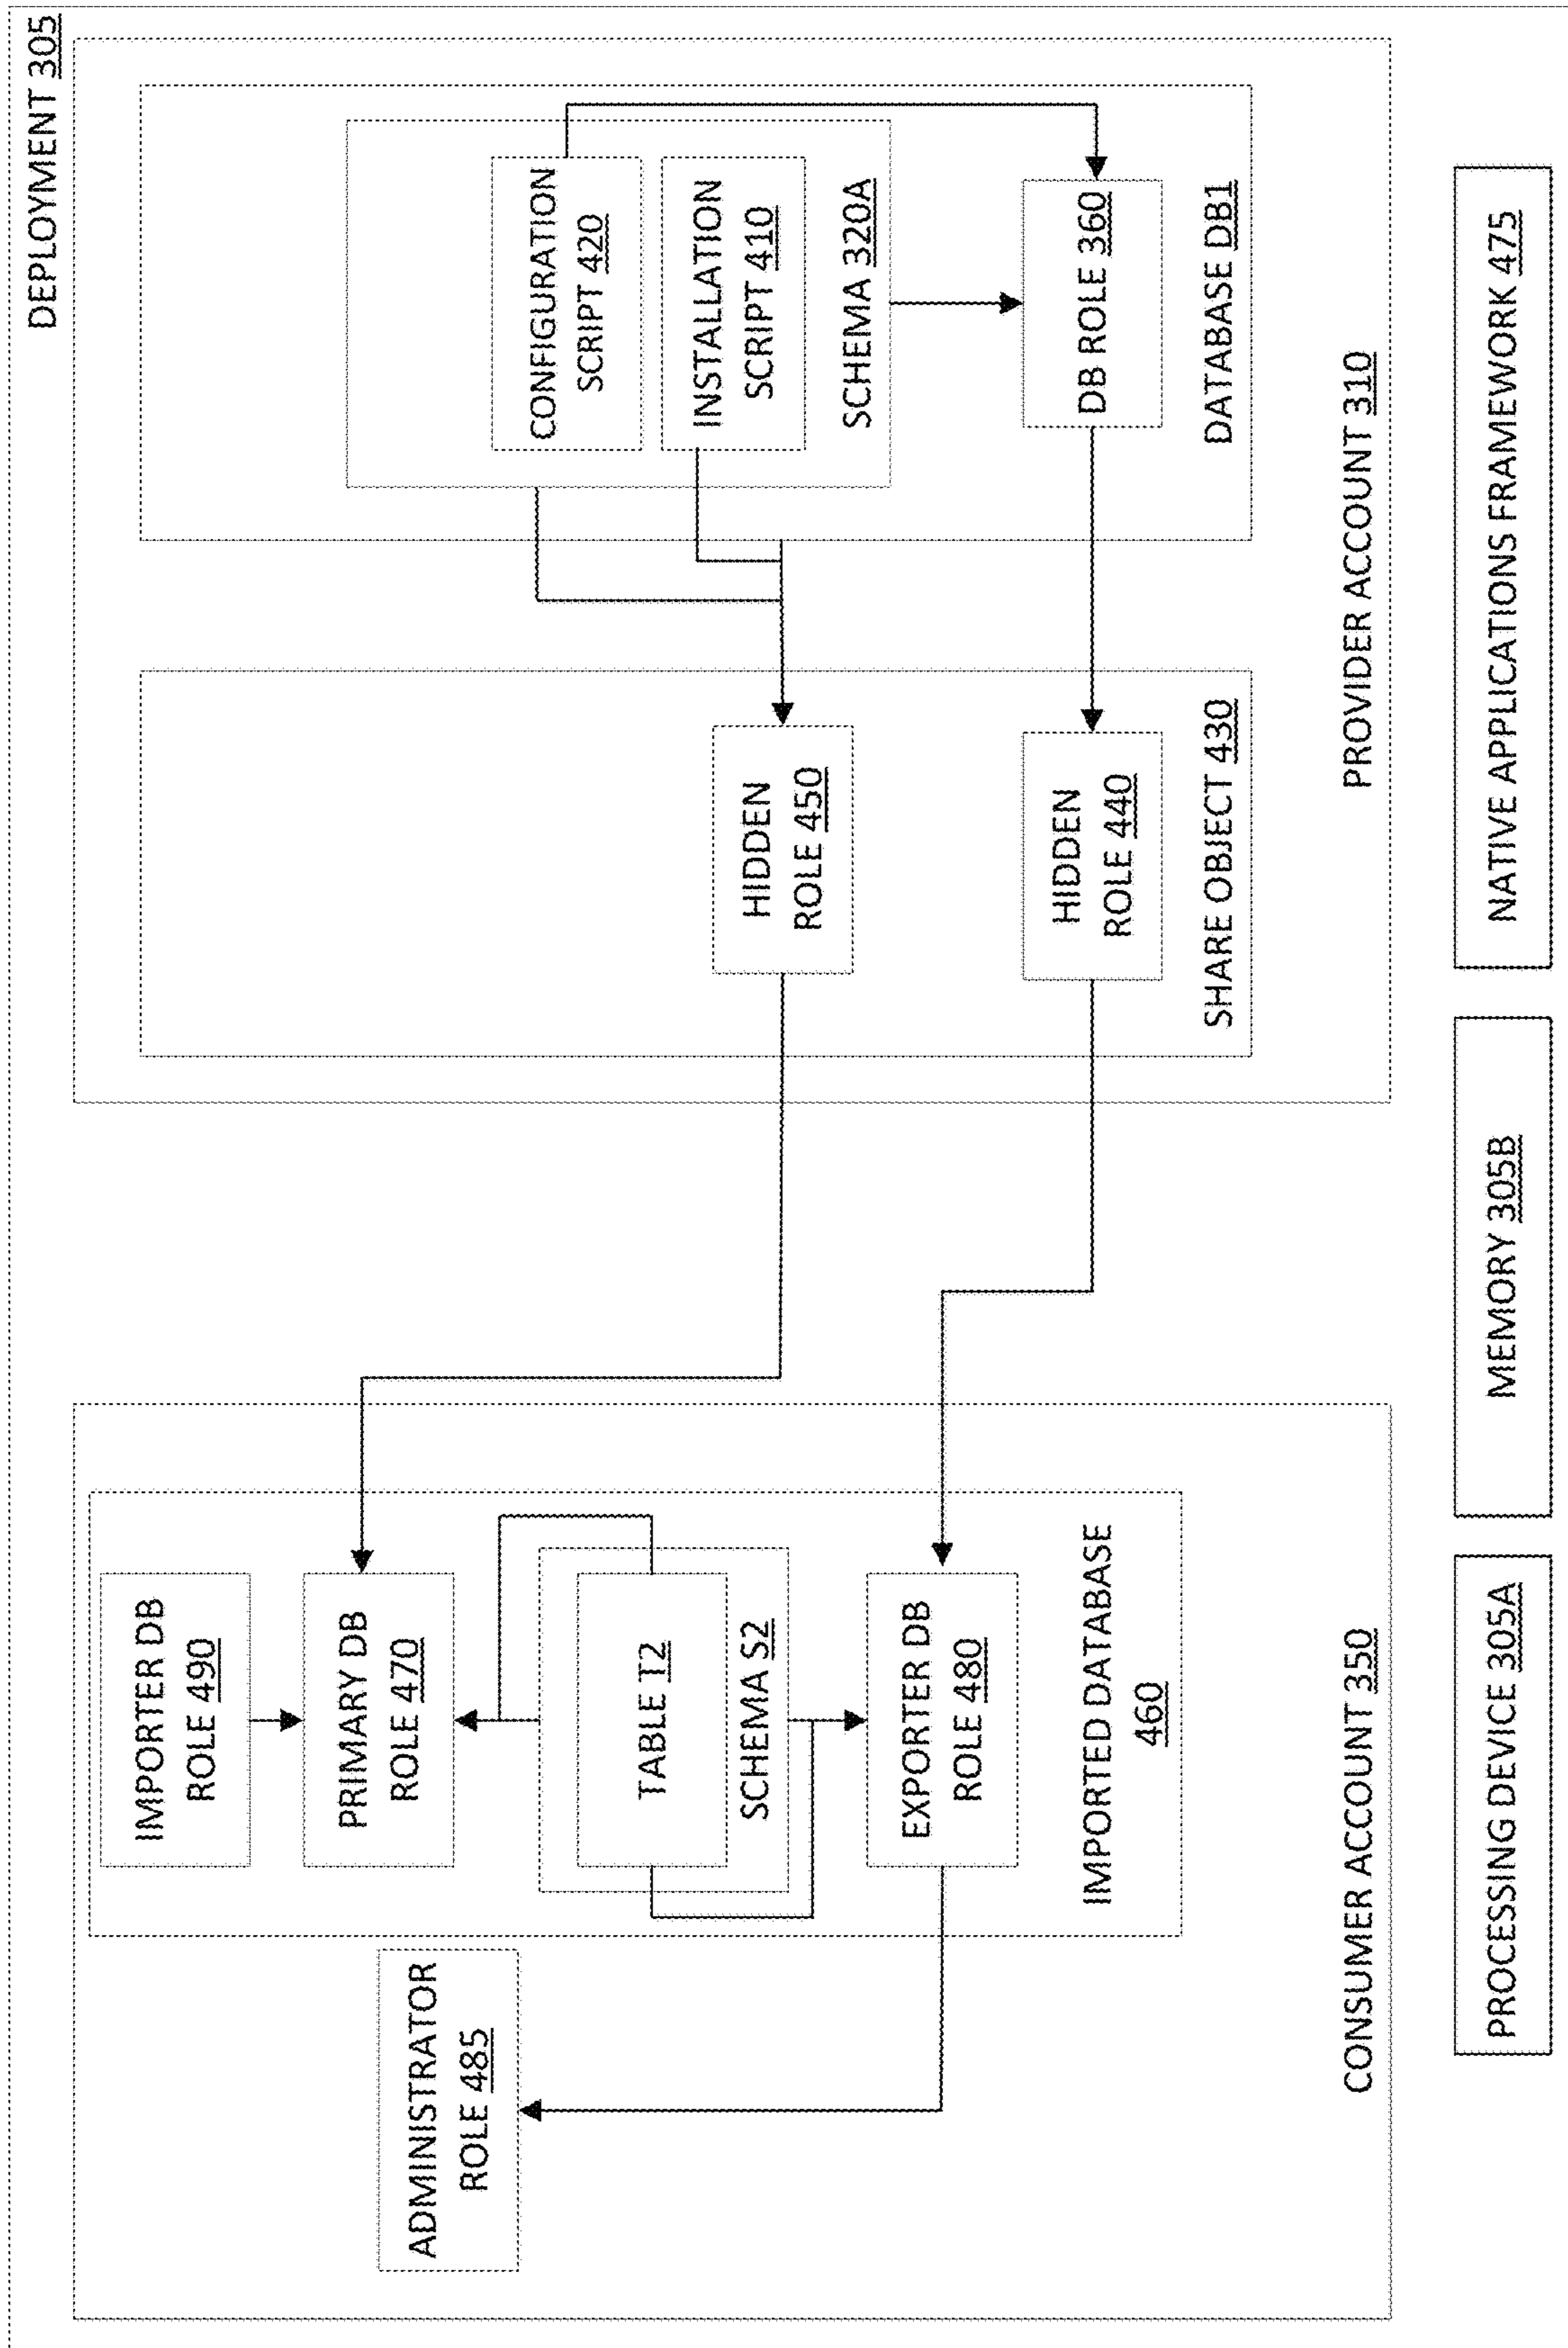 DEPLOYMENT 305
ADMINISTRATOR
ROLE 485
IMPORTER DB
ROLE 490
PRIMARY DB
ROLE 470
TABLE T2
SCHEMA S2
EXPORTER DB
ROLE 480
IMPORTED DATABASE
460
CONSUMER ACCOUNT 350
HIDDEN
ROLE 450
HIDDEN
ROLE 440
SHARE OBJECT 430
CONFIGURATION
SCRIPT 420
INSTALLATION
SCRIPT 410
SCHEMA 320A
DB ROLE 360
DATABASE DB1
PROVIDER ACCOUNT 310
PROCESSING DEVICE 305A
MEMORY 305B
NATIVE APPLICATIONS FRAMEWORK 475